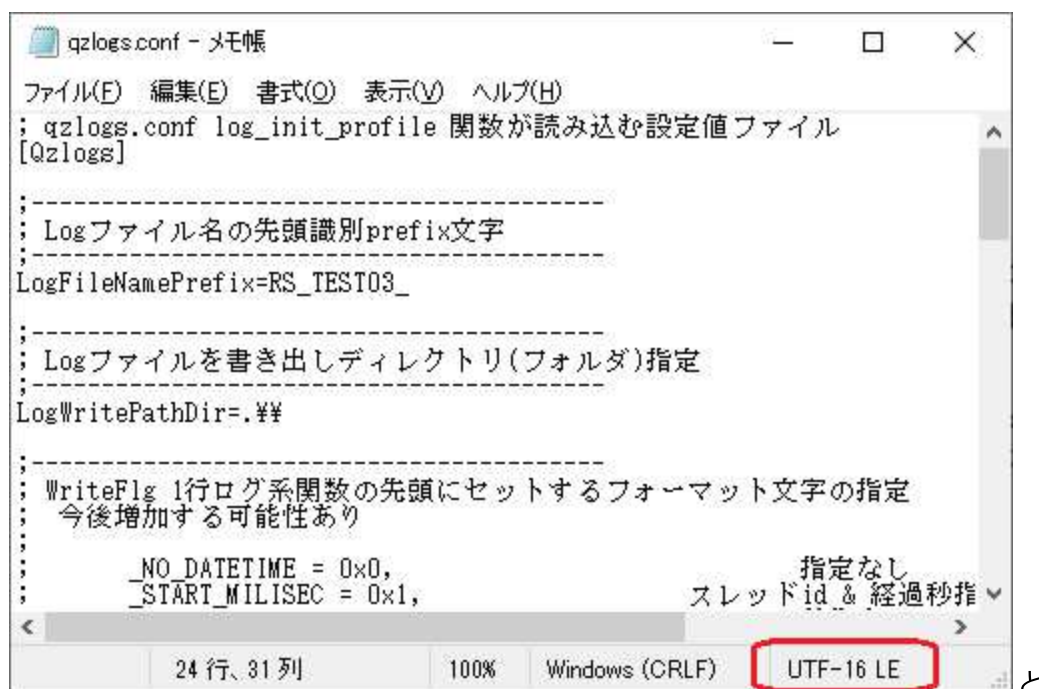 qzlogs.conf - メモ帳
ファイル(F) 編集(E) 書式(O) 表示(V) ヘルプ(H)
; qzlogs.conf log_init_profile 関数が読み込む設定値ファイル
[Qzlogs]
;-----------------------------------------
; Logファイル名の先頭識別prefix文字
;-----------------------------------------
LogFileNamePrefix=RS_TEST03_
;-----------------------------------------
; Logファイルを書き出しディレクトリ(フォルダ)指定
;-----------------------------------------
LogWritePathDir=.¥¥
;-----------------------------------------
; WriteFlg 1行ログ系関数の先頭にセットするフォーマット文字の指定
;  今後増加する可能性あり
;
; _NO_DATETIME = 0x0, 指定なし
; _START_MILISEC = 0x1, スレッドid & 経過秒指
24 行、31 列 100% Windows (CRLF) UTF-16 LE
と